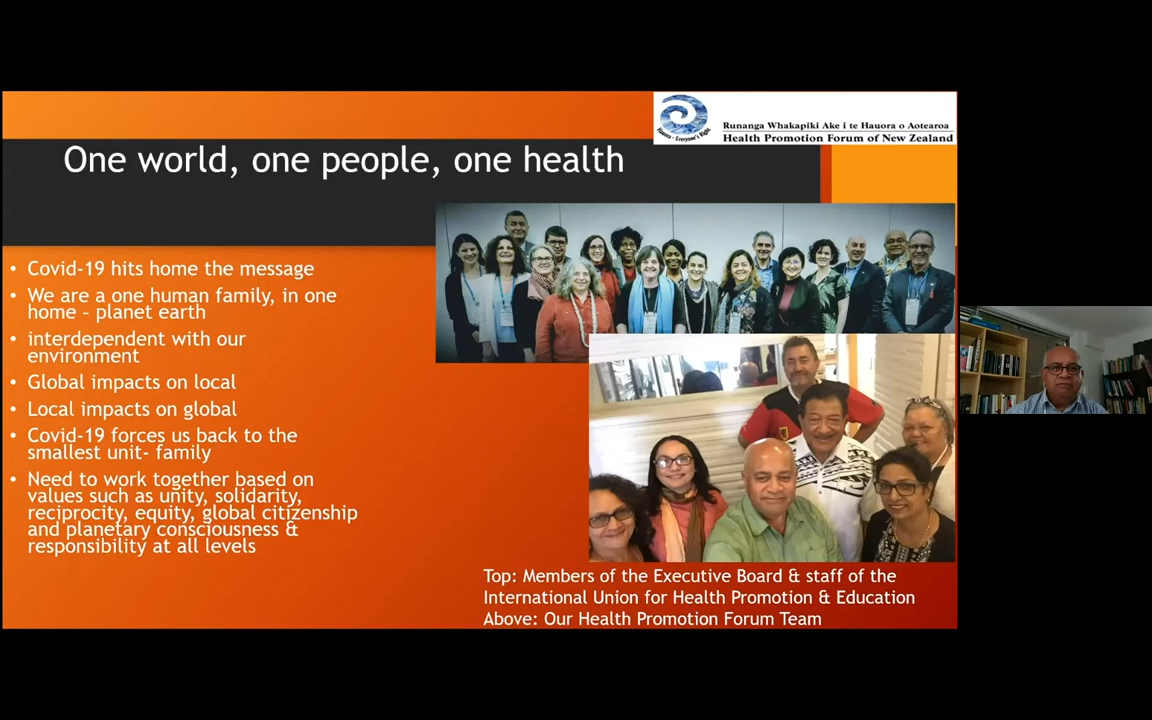 Hauora - Everyone's Right
Runanga Whakapiki Ake i te Hauora o Aotearoa
Health Promotion Forum of New Zealand
One world, one people, one health
• Covid-19 hits home the message
• We are a one human family, in one
home – planet earth
• interdependent with our
environment
• Global impacts on local
• Local impacts on global
• Covid-19 forces us back to the
smallest unit- family
• Need to work together based on
values such as unity, solidarity,
reciprocity, equity, global citizenship
and planetary consciousness &
responsibility at all levels
Top: Members of the Executive Board & staff of the
International Union for Health Promotion & Education
Above: Our Health Promotion Forum Team